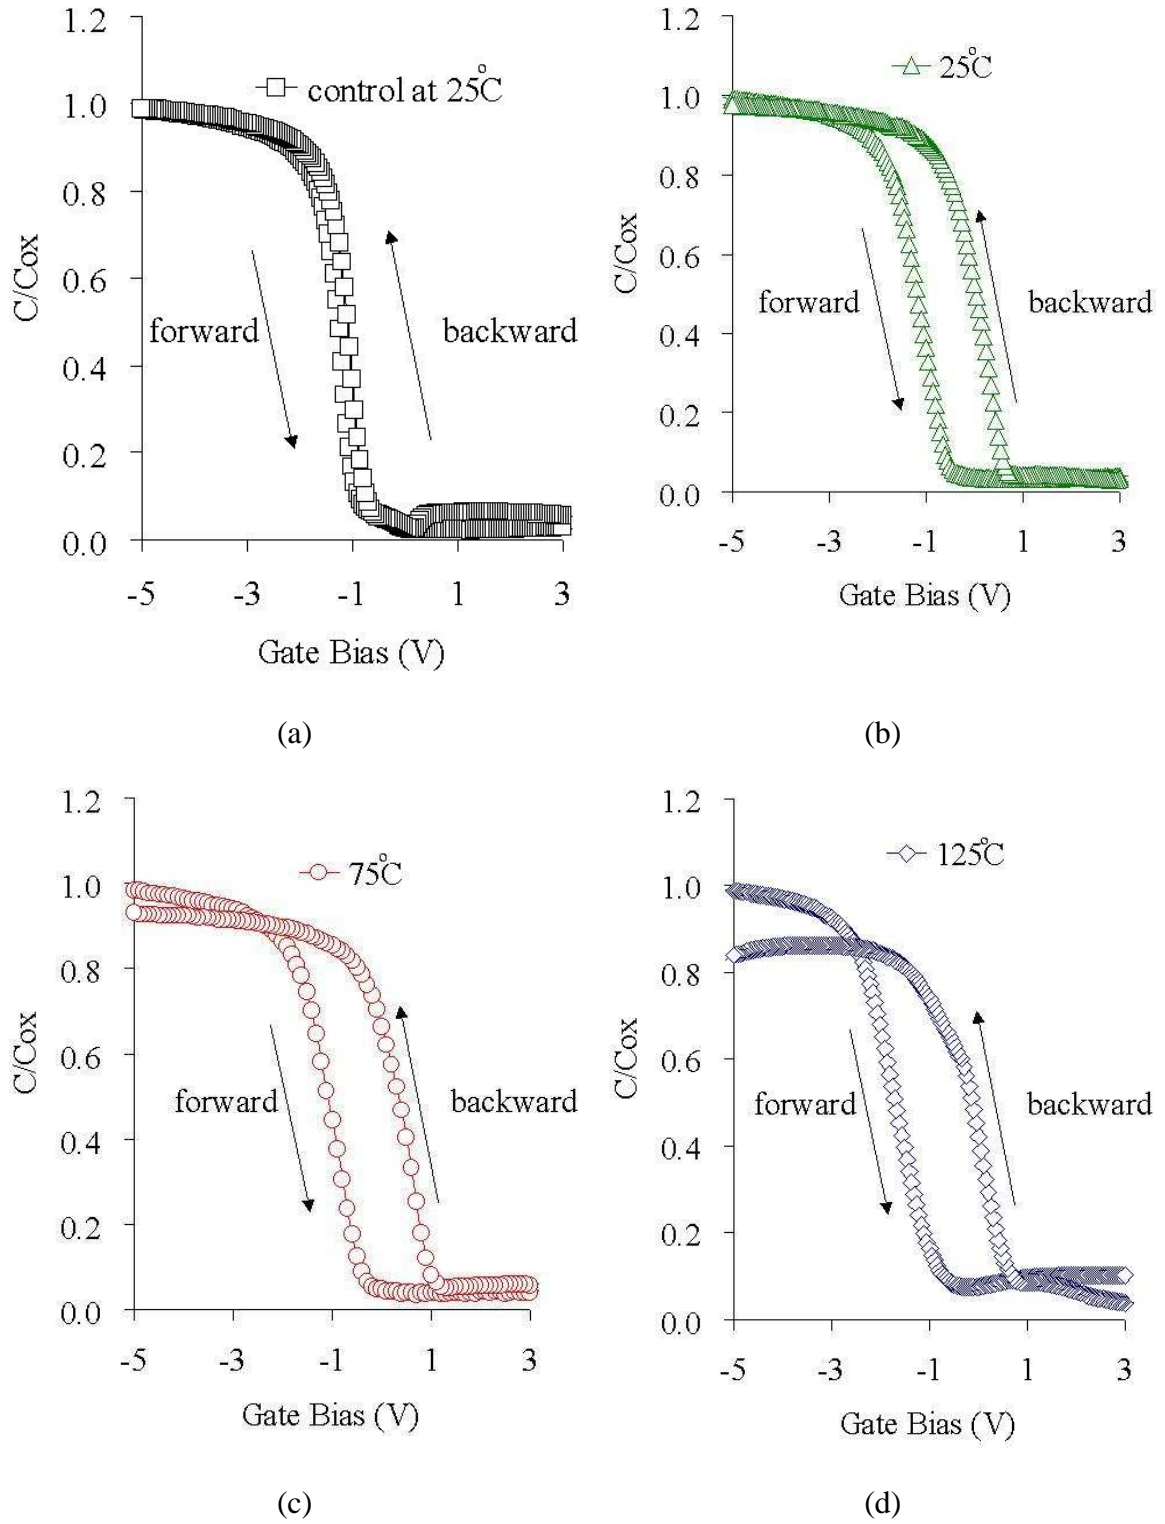 1.2
1.0
0.8
0.6
0.4
0.2
0.0
C/Cox
control at 25°C
forward
backward
-5 -3 -1 1 3
Gate Bias (V)
(a)
1.2
1.0
0.8
0.6
0.4
0.2
0.0
C/Cox
25°C
forward
backward
-5 -3 -1 1 3
Gate Bias (V)
(b)
1.2
1.0
0.8
0.6
0.4
0.2
0.0
C/Cox
75°C
forward
backward
-5 -3 -1 1 3
Gate Bias (V)
(c)
1.2
1.0
0.8
0.6
0.4
0.2
0.0
C/Cox
125°C
forward
backward
-5 -3 -1 1 3
Gate Bias (V)
(d)